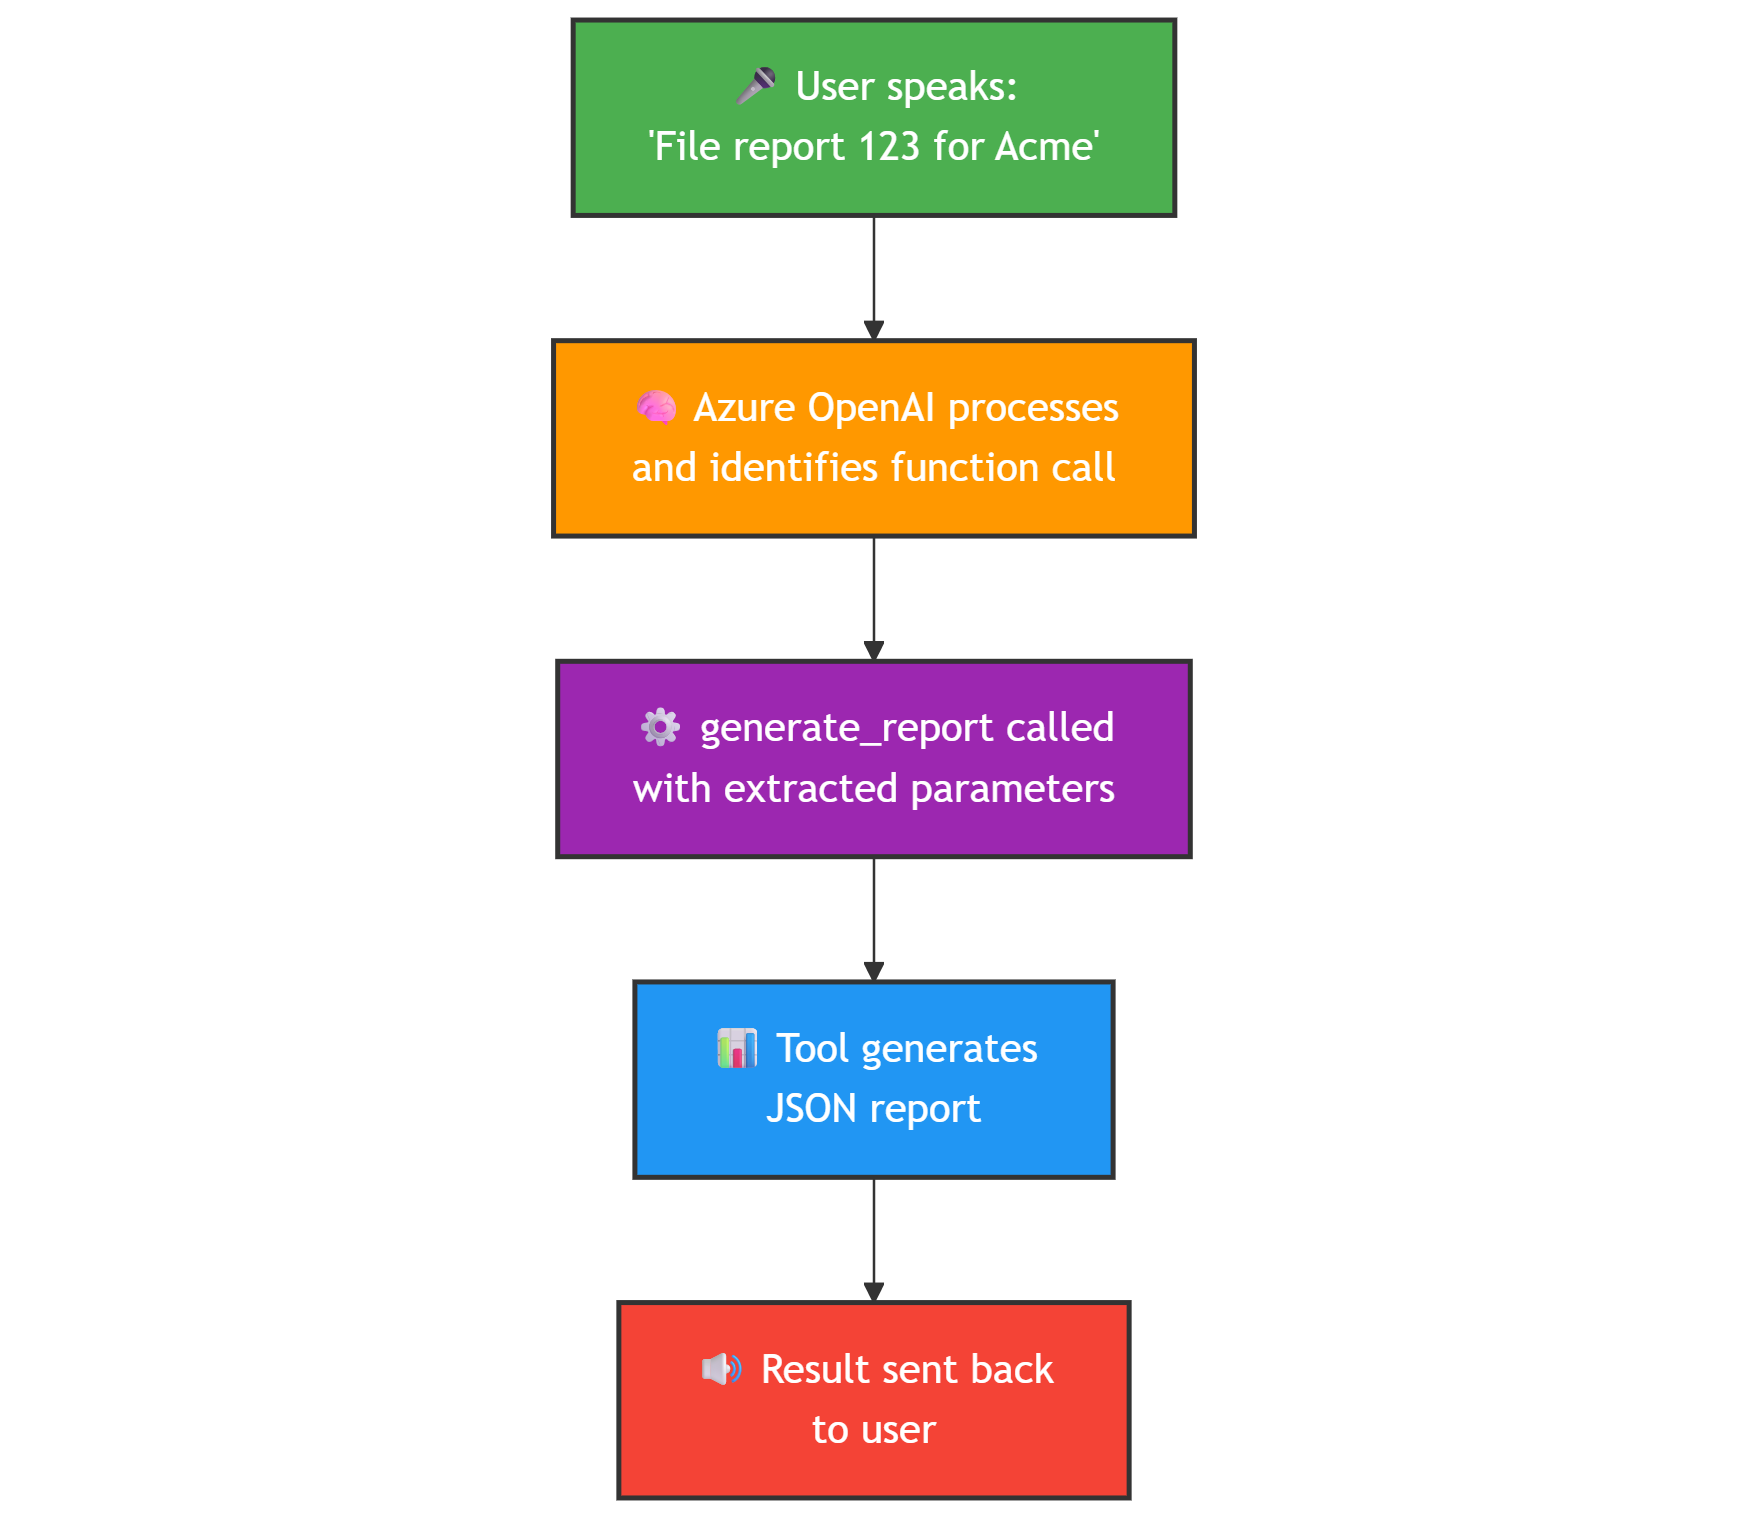 🎤 User speaks:
'File report 123 for Acme'
🧠 Azure OpenAI processes
and identifies function call
⚙️ generate_report called
with extracted parameters
📊 Tool generates
JSON report
🔊 Result sent back
to user